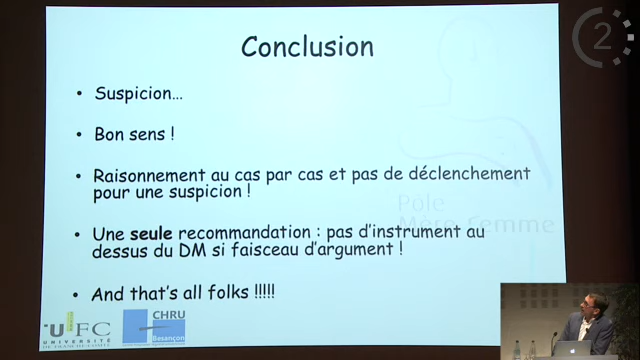 2
Conclusion
• Suspicion...
• Bon sens !
• Raisonnement au cas par cas et pas de déclenchement
pour une suspicion !
• Une seule recommandation : pas d'instrument au
dessus du DM si faisceau d'argument !
• And that's all folks !!!!!
Pôle
Mère Femme
UFC
UNIVERSITÉ
DE FRANCHE-COMTÉ
CHRU
Besançon